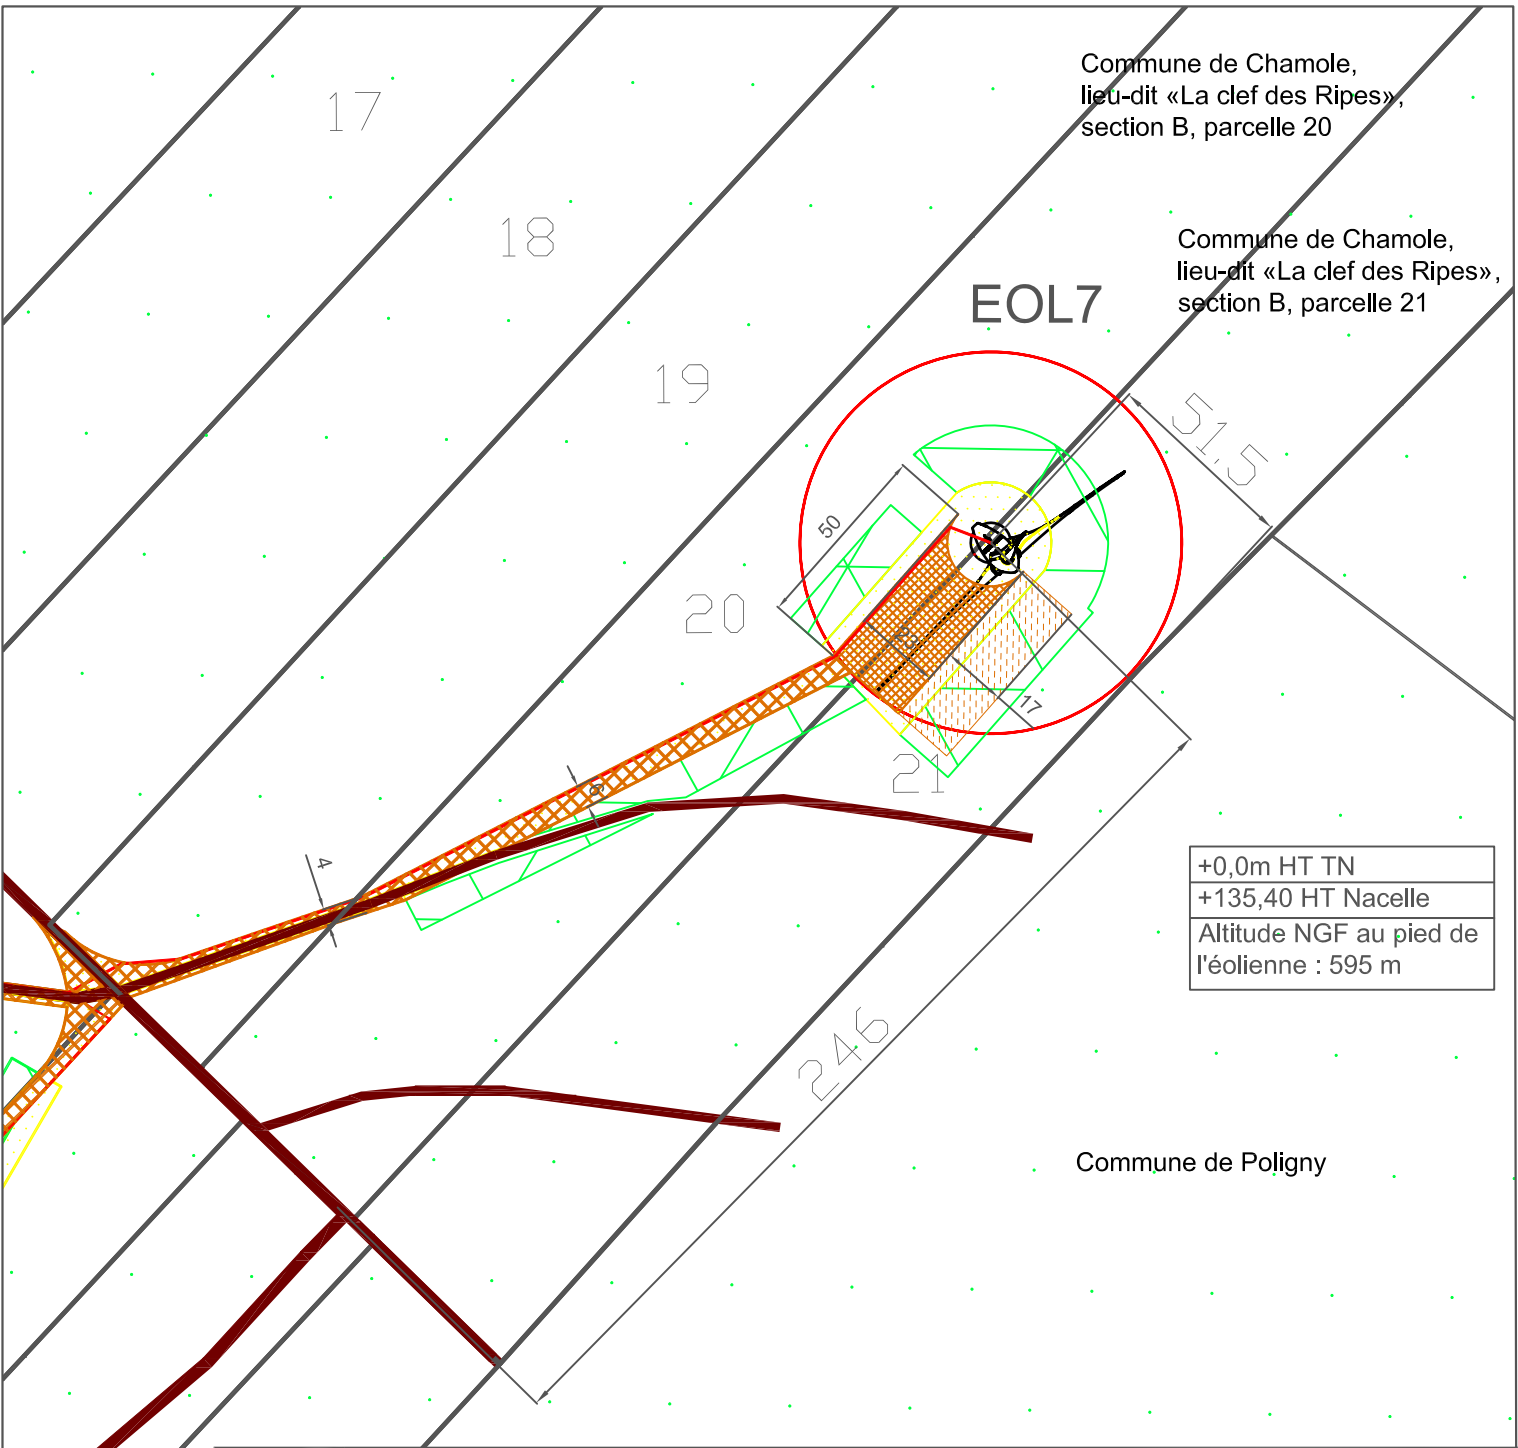 Commune de Chamole,
lieu-dit «La clef des Ripes»,
section B, parcelle 20
17
18
Commune de Chamole,
lieu-dit «La clef des Ripes»,
section B, parcelle 21
EOL7
19
51,5
50
20
17
21
6
4
+0,0m HT TN
+135,40 HT Nacelle
Altitude NGF au pied de
l'éolienne : 595 m
246
Commune de Poligny